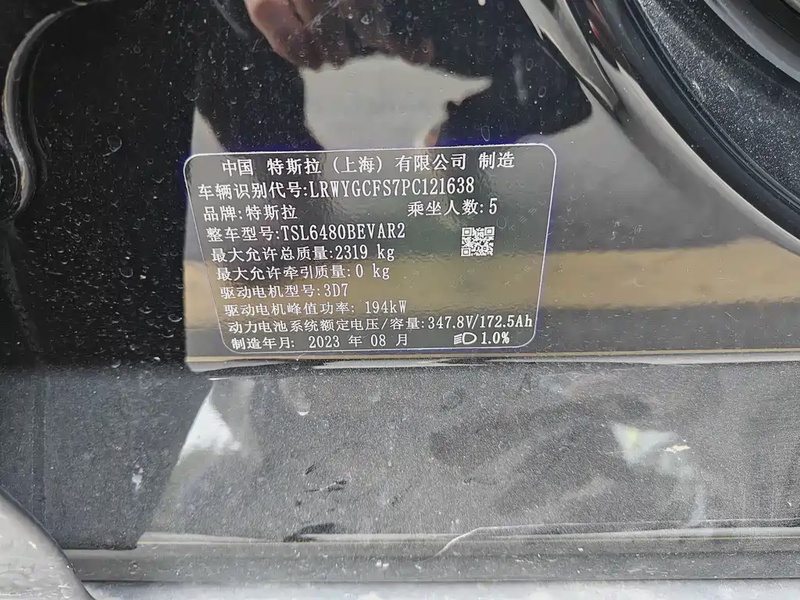 中国 特斯拉（上海）有限公司 制造
车辆识别代号:LRWYGCFS7PC121638
品牌:特斯拉 乘坐人数:5
整车型号:TSL6480BEVAR2
最大允许总质量:2319 kg
最大允许牵引质量:0 kg
驱动电机型号:3D7
驱动电机峰值功率: 194kW
动力电池系统额定电压/容量:347.8V/172.5Ah
制造年月: 2023 年 08 月 1.0%